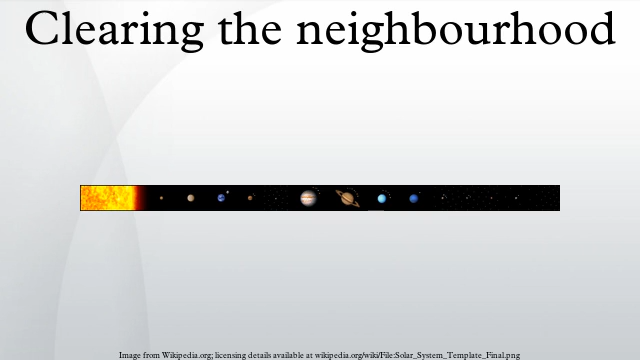 Clearing the neighbourhood
Image from Wikipedia.org; licensing details available at wikipedia.org/wiki/File:Solar_System_Template_Final.png